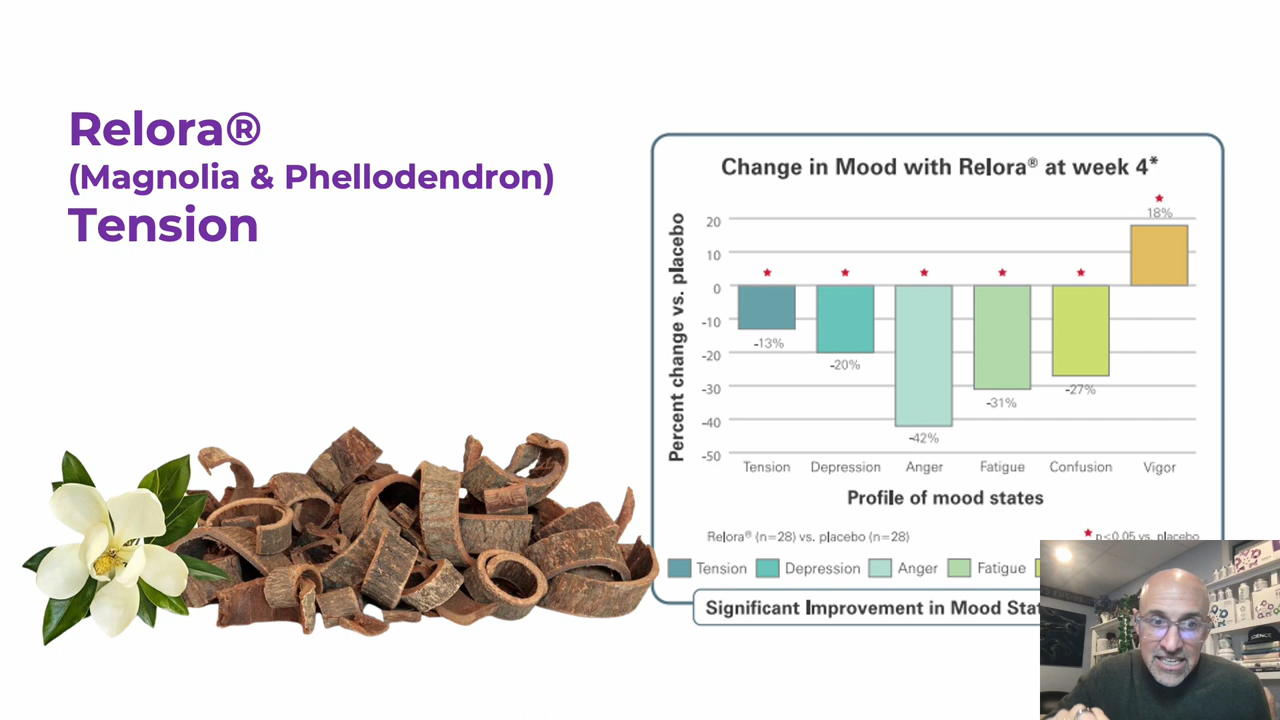 Relora®
(Magnolia & Phellodendron)
Tension
Change in Mood with Relora® at week 4*
Percent change vs. placebo
20
10
0
-10
-20
-30
-40
-50
-13%
-20%
-42%
-31%
-27%
18%
Tension Depression Anger Fatigue Confusion Vigor
Profile of mood states
Relora® (n=28) vs. placebo (n=28)
★ p<0.05 vs. placebo
Tension Depression Anger Fatigue
Significant Improvement in Mood
SCIENCE